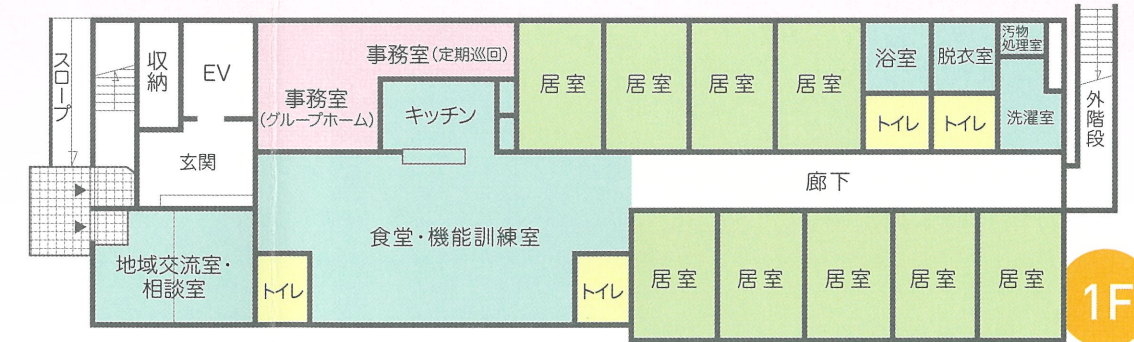 スロープ
収納
EV
事務室(定期巡回)
事務室
(グループホーム)
キッチン
居室
居室
居室
居室
浴室
脱衣室
汚物
処理室
トイレ
トイレ
洗濯室
外階段
玄関
廊下
食堂・機能訓練室
地域交流室・
相談室
トイレ
トイレ
居室
居室
居室
居室
居室
1F